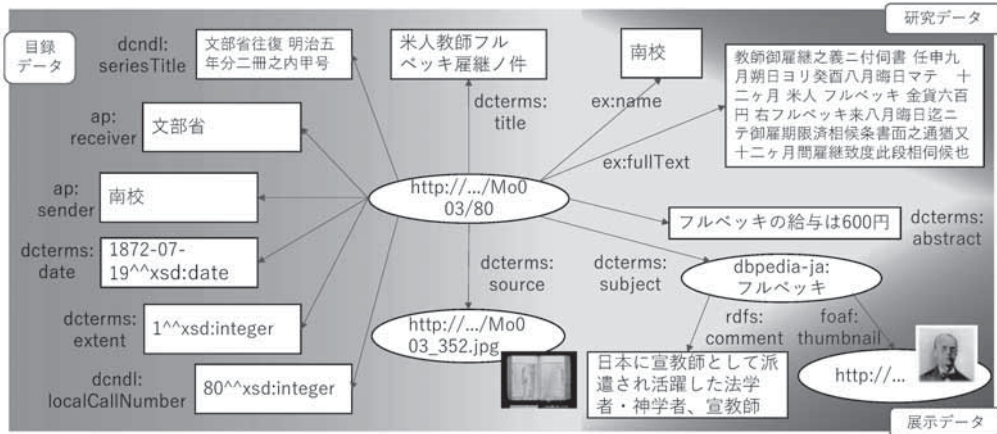 目録
データ
dcndl:
seriesTitle
文部省往復 明治五
年分二冊之内甲号
米人教師フル
ベッキ雇継ノ件
dcterms:
title
南校
ex:name
研究データ
教師御雇継之義ニ付伺書 任申九
月朔日ヨリ癸酉八月晦日マテ 十
二ヶ月 米人 フルベッキ 金貨六百
円 右フルベッキ来八月晦日迄ニ
テ御雇期限済相候条書面之通猶又
十二ヶ月間雇継致度此段相伺候也
ex:fullText
ap:
receiver
文部省
ap:
sender
南校
http://.../Mo0
03/80
フルベッキの給与は600円
dcterms:
abstract
dcterms:
date
1872-07-
19^^xsd:date
dcterms:
source
dcterms:
subject
dbpedia-ja:
フルベッキ
dcterms:
extent
1^^xsd:integer
http://.../Mo0
03_352.jpg
rdfs:
comment
foaf:
thumbnail
dcndl:
localCallNumber
80^^xsd:integer
日本に宣教師として派
遣され活躍した法学
者・神学者、宣教師
http://...
展示データ